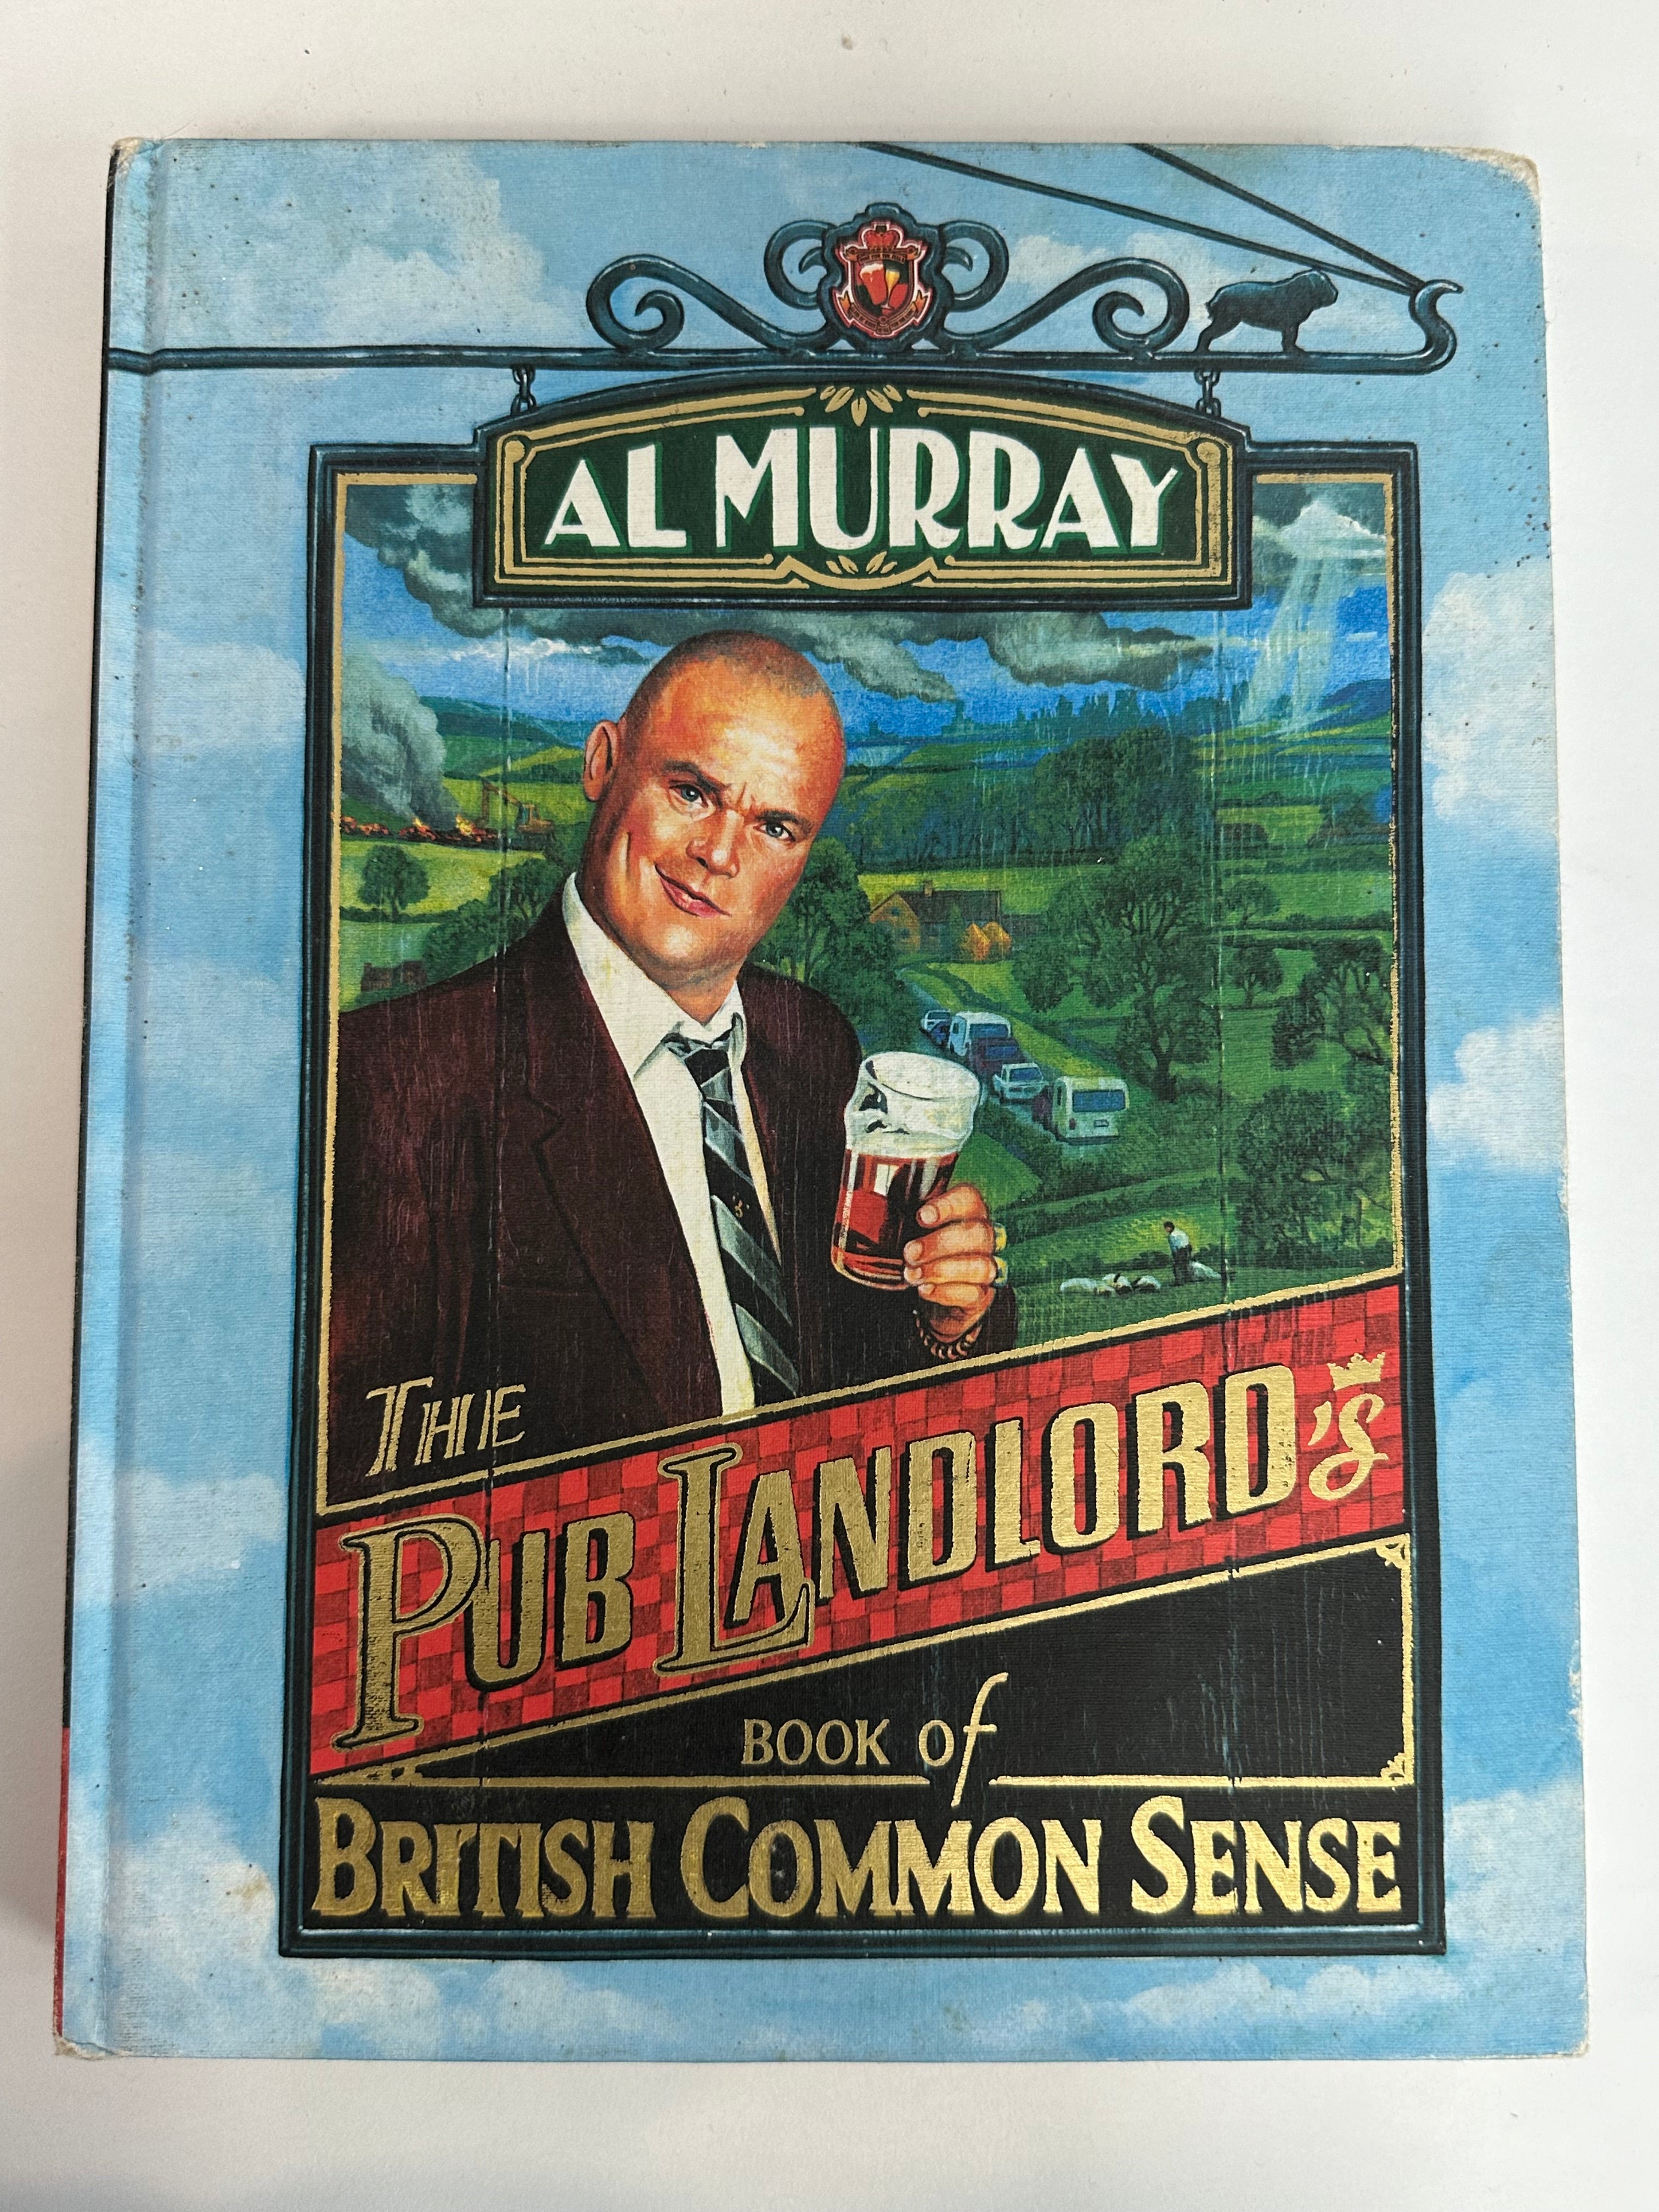 AL MURRAY
THE
PUB LANDLORD'S
BOOK of
BRITISH COMMON SENSE